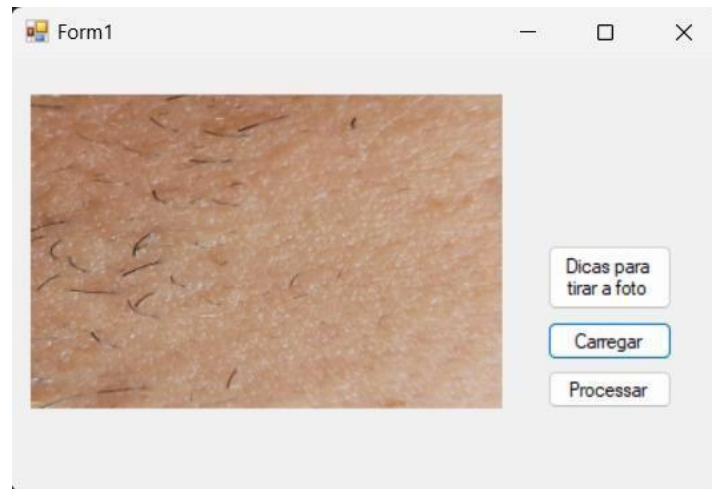 Form1
Dicas para
tirar a foto
Carregar
Processar